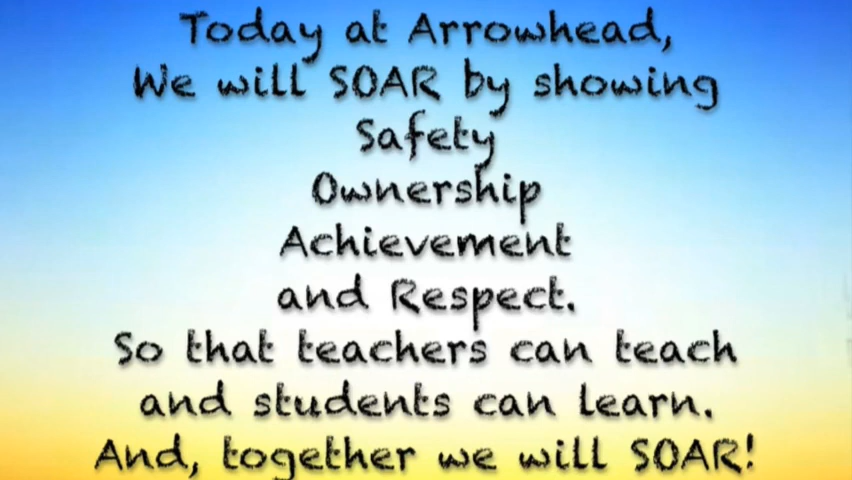 Today at Arrowhead,
We will SOAR by showing
Safety
Ownership
Achievement
and Respect.
So that teachers can teach
and students can learn.
And, together we will SOAR!